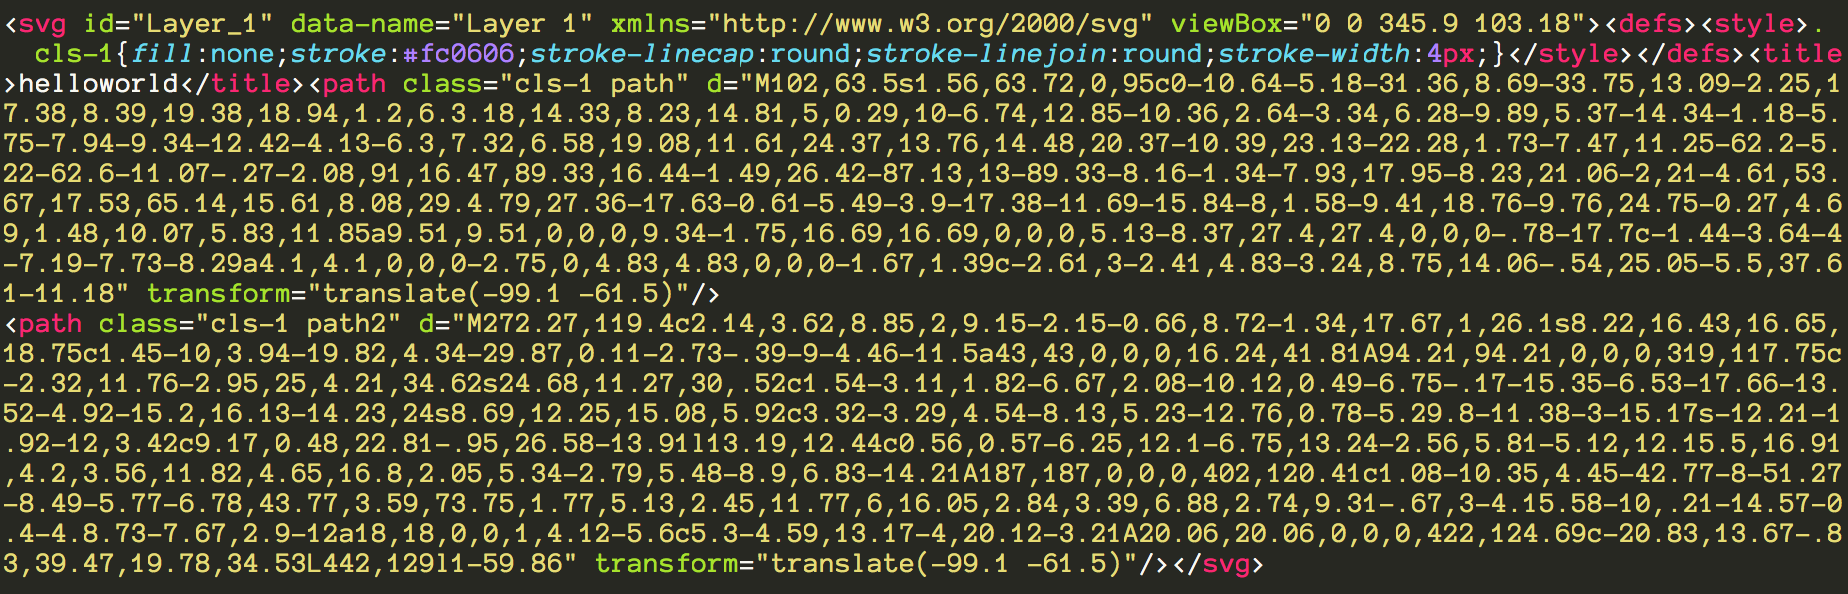 <svg id="Layer_1" data-name="Layer 1" xmlns="http://www.w3.org/2000/svg" viewBox="0 0 345.9 103.18"><defs><style>.
cls-1{fill:none;stroke:#fc0606;stroke-linecap:round;stroke-linejoin:round;stroke-width:4px;}</style></defs><title
>helloworld</title><path class="cls-1 path" d="M102,63.5s1.56,63.72,0,95c0-10.64-5.18-31.36,8.69-33.75,13.09-2.25,1
7.38,8.39,19.38,18.94,1.2,6.3.18,14.33,8.23,14.81,5,0.29,10-6.74,12.85-10.36,2.64-3.34,6.28-9.89,5.37-14.34-1.18-5.
75-7.94-9.34-12.42-4.13-6.3,7.32,6.58,19.08,11.61,24.37,13.76,14.48,20.37-10.39,23.13-22.28,1.73-7.47,11.25-62.2-5.
22-62.6-11.07-.27-2.08,91,16.47,89.33,16.44-1.49,26.42-87.13,13-89.33-8.16-1.34-7.93,17.95-8.23,21.06-2,21-4.61,53.
67,17.53,65.14,15.61,8.08,29.4.79,27.36-17.63-0.61-5.49-3.9-17.38-11.69-15.84-8,1.58-9.41,18.76-9.76,24.75-0.27,4.6
9,1.48,10.07,5.83,11.85a9.51,9.51,0,0,0,9.34-1.75,16.69,16.69,0,0,0,5.13-8.37,27.4,27.4,0,0,0-.78-17.7c-1.44-3.64-4
-7.19-7.73-8.29a4.1,4.1,0,0,0-2.75,0,4.83,4.83,0,0,0-1.67,1.39c-2.61,3-2.41,4.83-3.24,8.75,14.06-.54,25.05-5.5,37.6
1-11.18" transform="translate(-99.1 -61.5)"/>
<path class="cls-1 path2" d="M272.27,119.4c2.14,3.62,8.85,2,9.15-2.15-0.66,8.72-1.34,17.67,1,26.1s8.22,16.43,16.65,
18.75c1.45-10,3.94-19.82,4.34-29.87,0.11-2.73-.39-9-4.46-11.5a43,43,0,0,0,16.24,41.81A94.21,94.21,0,0,0,319,117.75c
-2.32,11.76-2.95,25,4.21,34.62s24.68,11.27,30,.52c1.54-3.11,1.82-6.67,2.08-10.12,0.49-6.75-.17-15.35-6.53-17.66-13.
52-4.92-15.2,16.13-14.23,24s8.69,12.25,15.08,5.92c3.32-3.29,4.54-8.13,5.23-12.76,0.78-5.29.8-11.38-3-15.17s-12.21-1
.92-12,3.42c9.17,0.48,22.81-.95,26.58-13.91l13.19,12.44c0.56,0.57-6.25,12.1-6.75,13.24-2.56,5.81-5.12,12.15.5,16.91
,4.2,3.56,11.82,4.65,16.8,2.05,5.34-2.79,5.48-8.9,6.83-14.21A187,187,0,0,0,402,120.41c1.08-10.35,4.45-42.77-8-51.27
-8.49-5.77-6.78,43.77,3.59,73.75,1.77,5.13,2.45,11.77,6,16.05,2.84,3.39,6.88,2.74,9.31-.67,3-4.15.58-10,.21-14.57-0
.4-4.8.73-7.67,2.9-12a18,18,0,0,1,4.12-5.6c5.3-4.59,13.17-4,20.12-3.21A20.06,20.06,0,0,0,422,124.69c-20.83,13.67-.8
3,39.47,19.78,34.53L442,129l1-59.86" transform="translate(-99.1 -61.5)"/></svg>